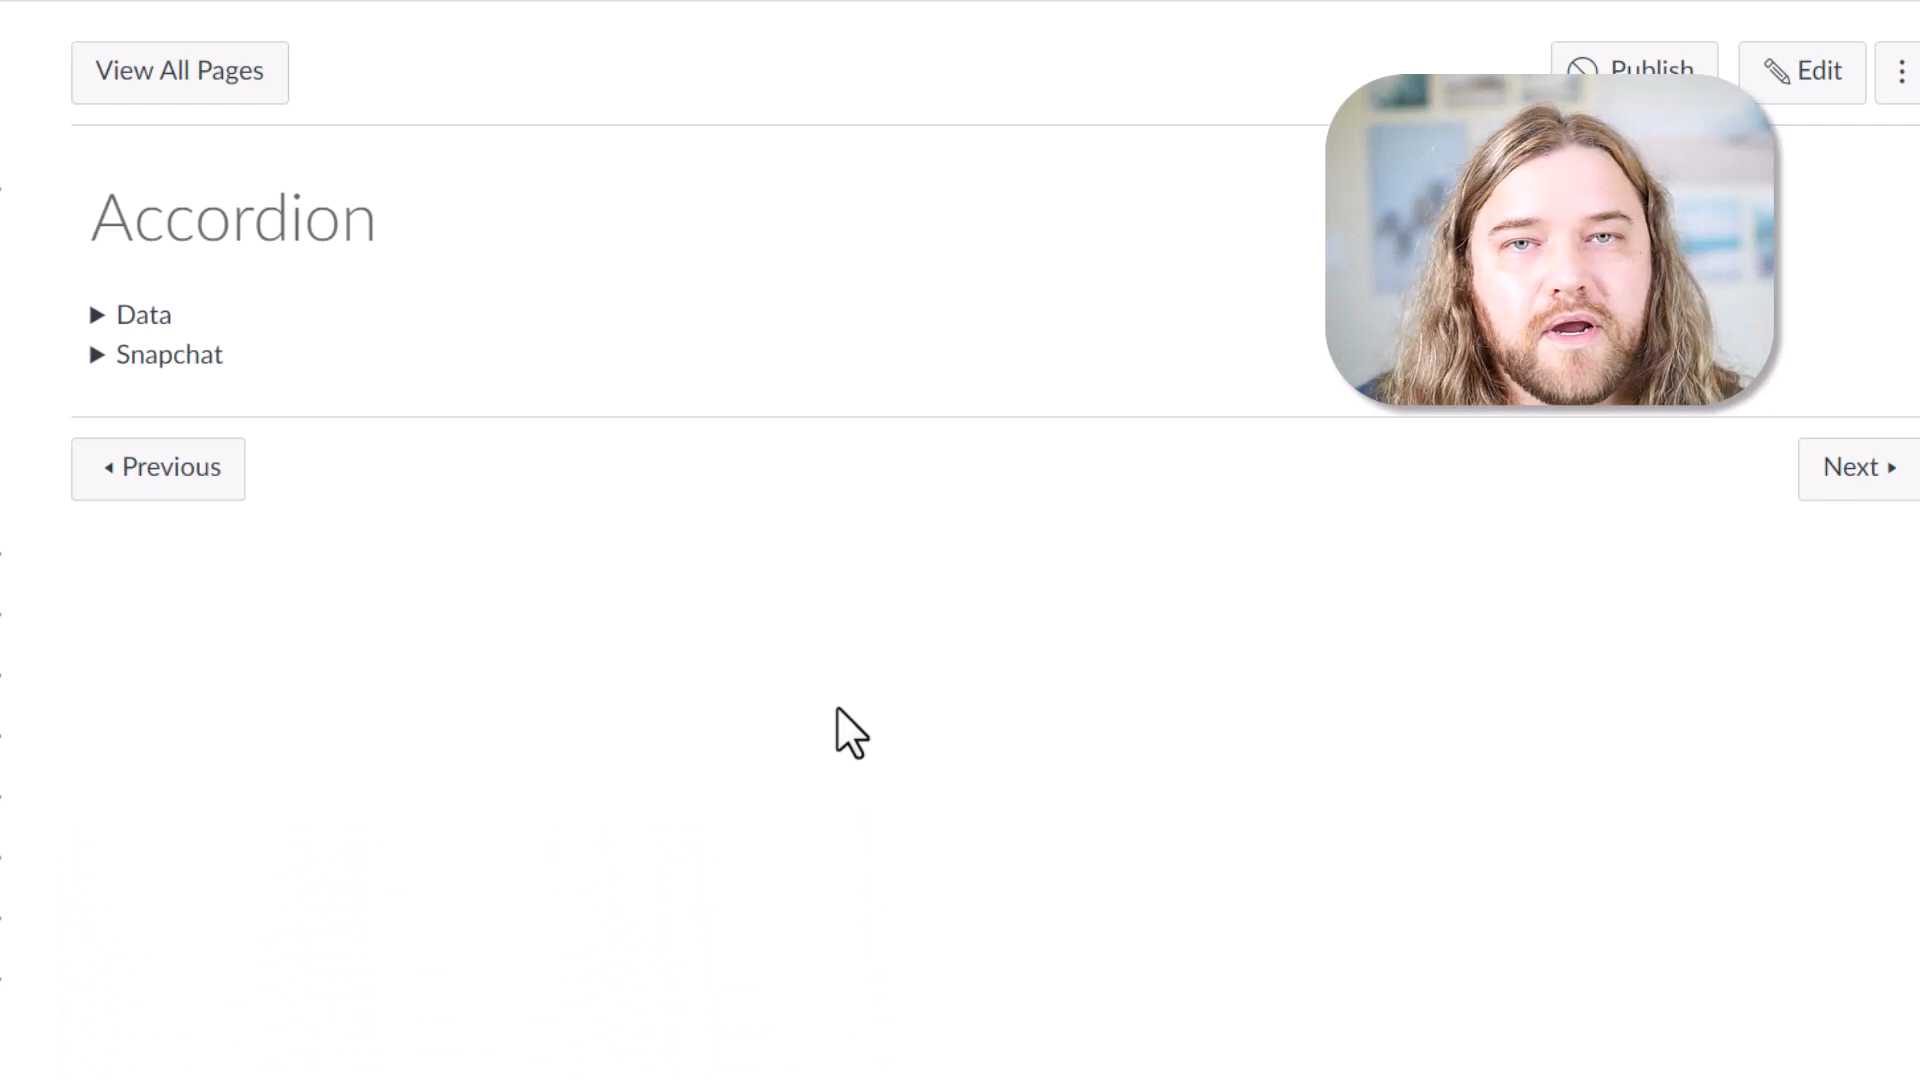 View All Pages
Publish
Edit
Accordion
Data
Snapchat
Previous
Next